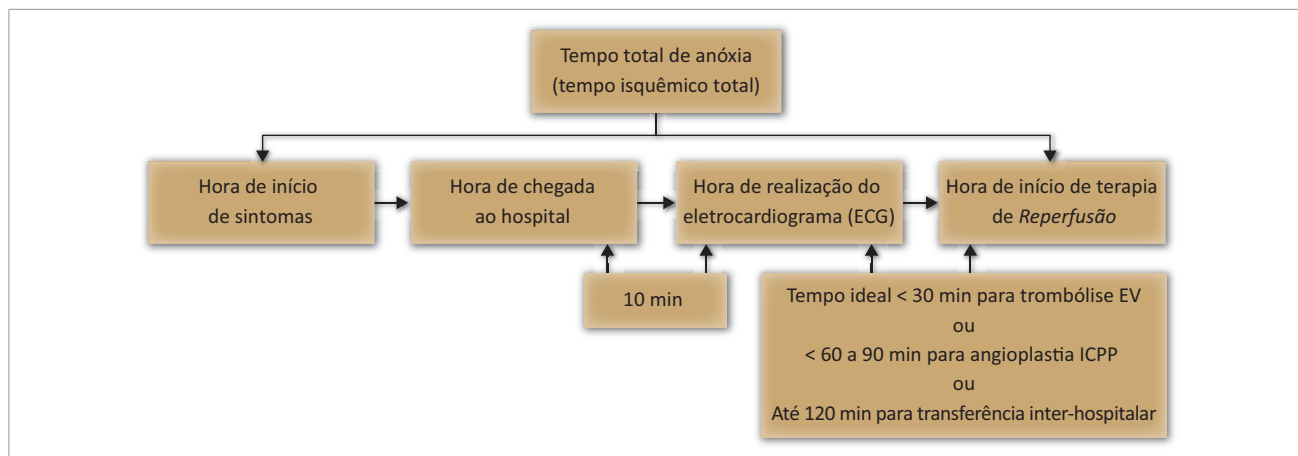 Tempo total de anóxia
(tempo isquêmico total)
Hora de início
de sintomas
Hora de chegada
ao hospital
Hora de realização do
eletrocardiograma (ECG)
Hora de início de terapia
de Reperfusão
10 min
Tempo ideal < 30 min para trombólise EV
ou
< 60 a 90 min para angioplastia ICPP
ou
Até 120 min para transferência inter-hospitalar